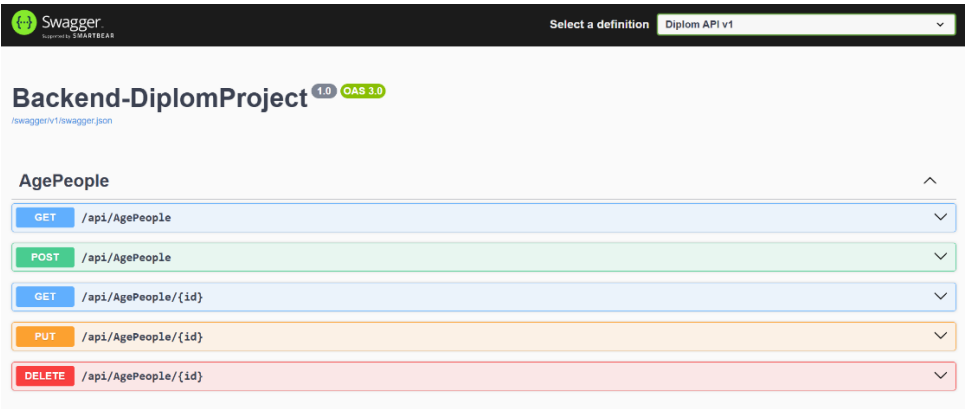 Swagger.
Supported by SMARTBEAR
Select a definition Diplom API v1
Backend-DiplomProject 1.0 OAS 3.0
/swagger/v1/swagger.json
AgePeople
GET /api/AgePeople
POST /api/AgePeople
GET /api/AgePeople/{id}
PUT /api/AgePeople/{id}
DELETE /api/AgePeople/{id}